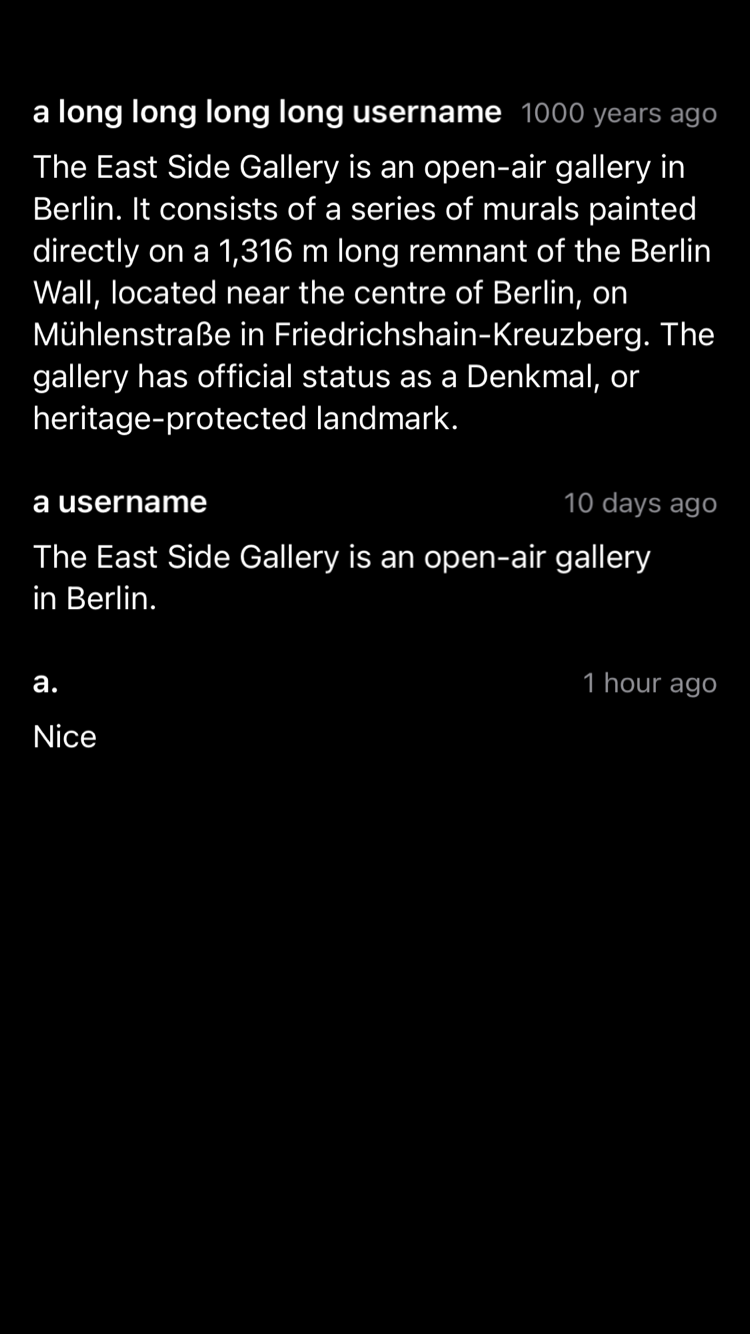 a long long long long username 1000 years ago
The East Side Gallery is an open-air gallery in
Berlin. It consists of a series of murals painted
directly on a 1,316 m long remnant of the Berlin
Wall, located near the centre of Berlin, on
Mühlenstraße in Friedrichshain-Kreuzberg. The
gallery has official status as a Denkmal, or
heritage-protected landmark.
a username 10 days ago
The East Side Gallery is an open-air gallery
in Berlin.
a. 1 hour ago
Nice